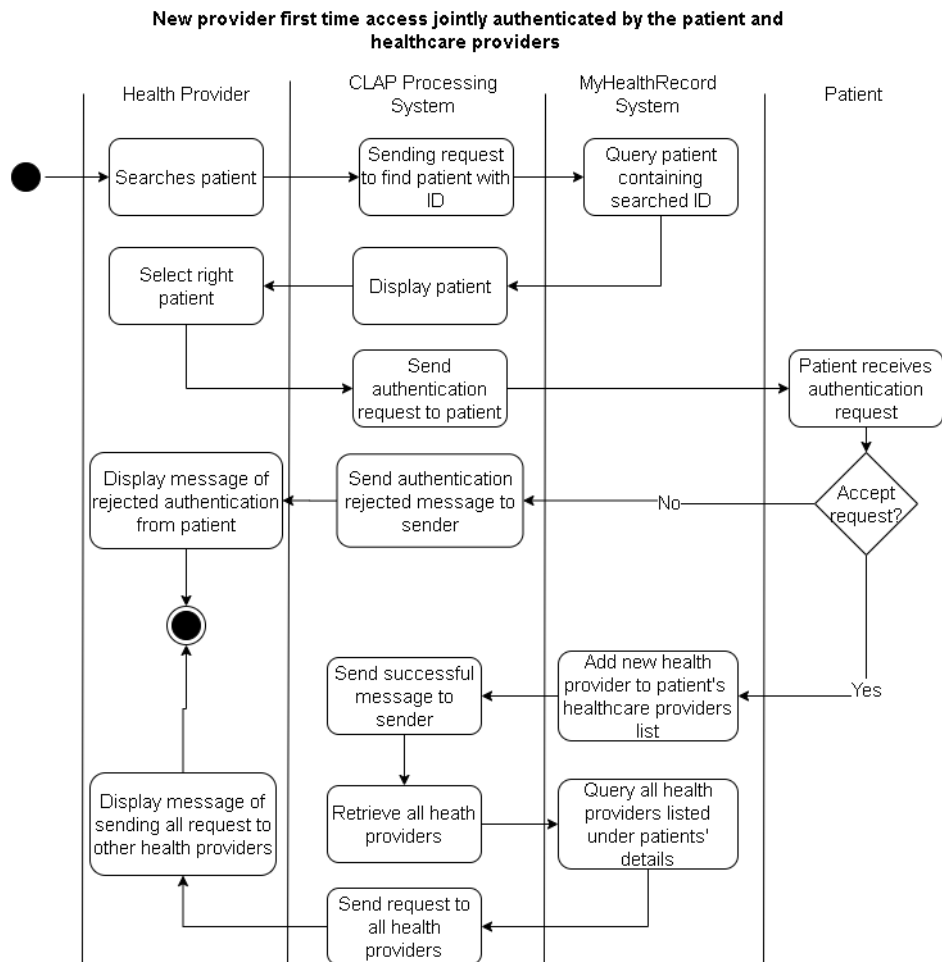 New provider first time access jointly authenticated by the patient and
healthcare providers
Health Provider
CLAP Processing
System
MyHealthRecord
System
Patient
Searches patient
Sending request
to find patient with
ID
Query patient
containing
searched ID
Select right
patient
Display patient
Send
authentication
request to patient
Patient receives
authentication
request
Display message of
rejected authentication
from patient
Send authentication
rejected message to
sender
No
Accept
request?
Yes
Send successful
message to
sender
Add new health
provider to patient's
healthcare providers
list
Display message of
sending all request to
other health providers
Retrieve all heath
providers
Query all health
providers listed
under patients'
details
Send request to
all health
providers